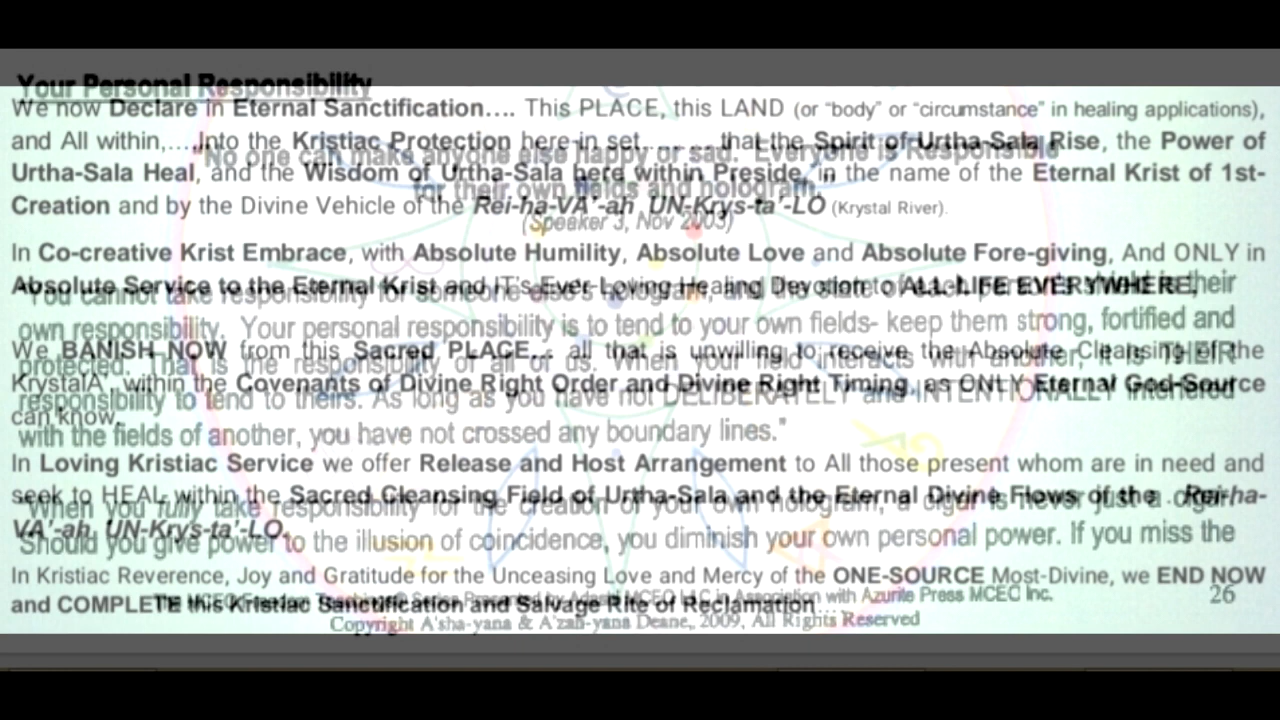 Your Personal Responsibility
We now Declare in Eternal Sanctification…. This PLACE, this LAND (or “body” or “circumstance” in healing applications),
and All within,….Into the Kristiac Protection here-in set………. that the Spirit of Urtha-Sala Rise, the Power of
"No one can make anyone else happy or sad. Everyone is Responsible
Urtha-Sala Heal, and the Wisdom of Urtha-Sala here within Preside, in the name of the Eternal Krist of 1st-
for their own fields and hologram.
Creation and by the Divine Vehicle of the Rei-ha-VA’-ah UN-Krys-ta’-LO (Krystal River).
(Speaker 3, Nov 2003)
In Co-creative Krist Embrace, with Absolute Humility, Absolute Love and Absolute Fore-giving, And ONLY in
Absolute Service to the Eternal Krist and IT’s Ever-Loving Healing Devotion to ALL LIFE EVERYWHERE,
"You cannot take responsibility for someone else's hologram, and the state of each their
own responsibility. Your personal responsibility is to tend to your own fields- keep them strong, fortified and
We BANISH NOW from this Sacred PLACE… all that is unwilling to receive the Absolute Cleansing of the
protected. That is the responsibility of all of us. When your field interacts with another, it is THEIR
KrystalA’, within the Covenants of Divine Right Order and Divine Right Timing, as ONLY Eternal God-Source
responsibility to tend to theirs. As long as you have not DELIBERATELY and INTENTIONALLY interfered
can know.
with the fields of another, you have not crossed any boundary lines."
In Loving Kristiac Service we offer Release and Host Arrangement to All those present whom are in need and
seek to HEAL within the Sacred Cleansing Field of Urtha-Sala and the Eternal Divine Flows of the Rei-ha-
"When you fully take responsibility for the creation of your own hologram, a cigar is never just a cigar.
VA’-ah UN-Krys-ta’-LO.
Should you give power to the illusion of coincidence, you diminish your own personal power. If you miss the
In Kristiac Reverence, Joy and Gratitude for the Unceasing Love and Mercy of the ONE-SOURCE Most-Divine, we END NOW
and COMPLETE this Kristiac Sanctification and Salvage Rite of Reclamation…
MCEO LLC in Association with Azurite Press MCEO Inc.
26
Copyright A'sha-yana & A'zah-yana Deane, 2009, All Rights Reserved